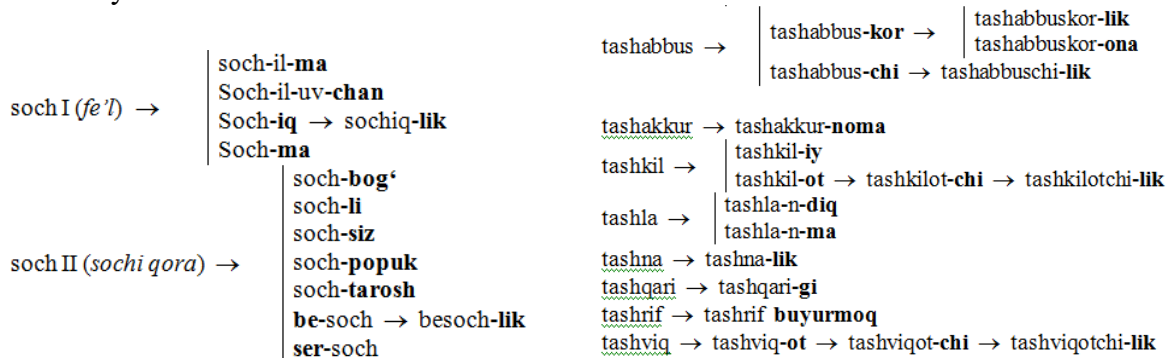 soch I (fe’l) →
soch-il-ma
Soch-il-uv-chan
Soch-iq → sochiq-lik
Soch-ma
soch II (sochi qora) →
soch-bog‘
soch-li
soch-siz
soch-popuk
soch-tarosh
be-soch → besoch-lik
ser-soch
tashabbus →
tashabbus-kor →
tashabbuskor-lik
tashabbuskor-ona
tashabbus-chi → tashabbuschi-lik
tashakkur → tashakkur-noma
tashkil →
tashkil-iy
tashkil-ot → tashkilot-chi → tashkilotchi-lik
tashla →
tashla-n-diq
tashla-n-ma
tashna → tashna-lik
tashqari → tashqari-gi
tashrif → tashrif buyurmoq
tashviq → tashviq-ot → tashviqot-chi → tashviqotchi-lik